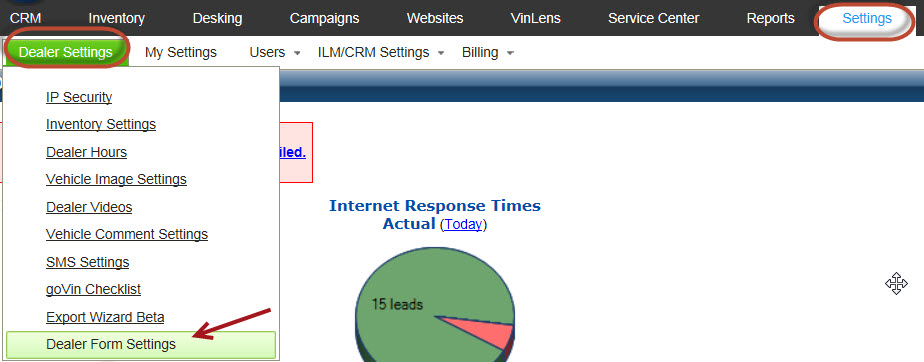 CRM Inventory Desking Campaigns Websites VinLens Service Center Reports Settings
Dealer Settings My Settings Users ILM/CRM Settings Billing
IP Security
Inventory Settings
Dealer Hours
iled.
Vehicle Image Settings
Dealer Videos
Vehicle Comment Settings
SMS Settings
goVin Checklist
Export Wizard Beta
Dealer Form Settings
Internet Response Times
Actual (Today)
15 leads